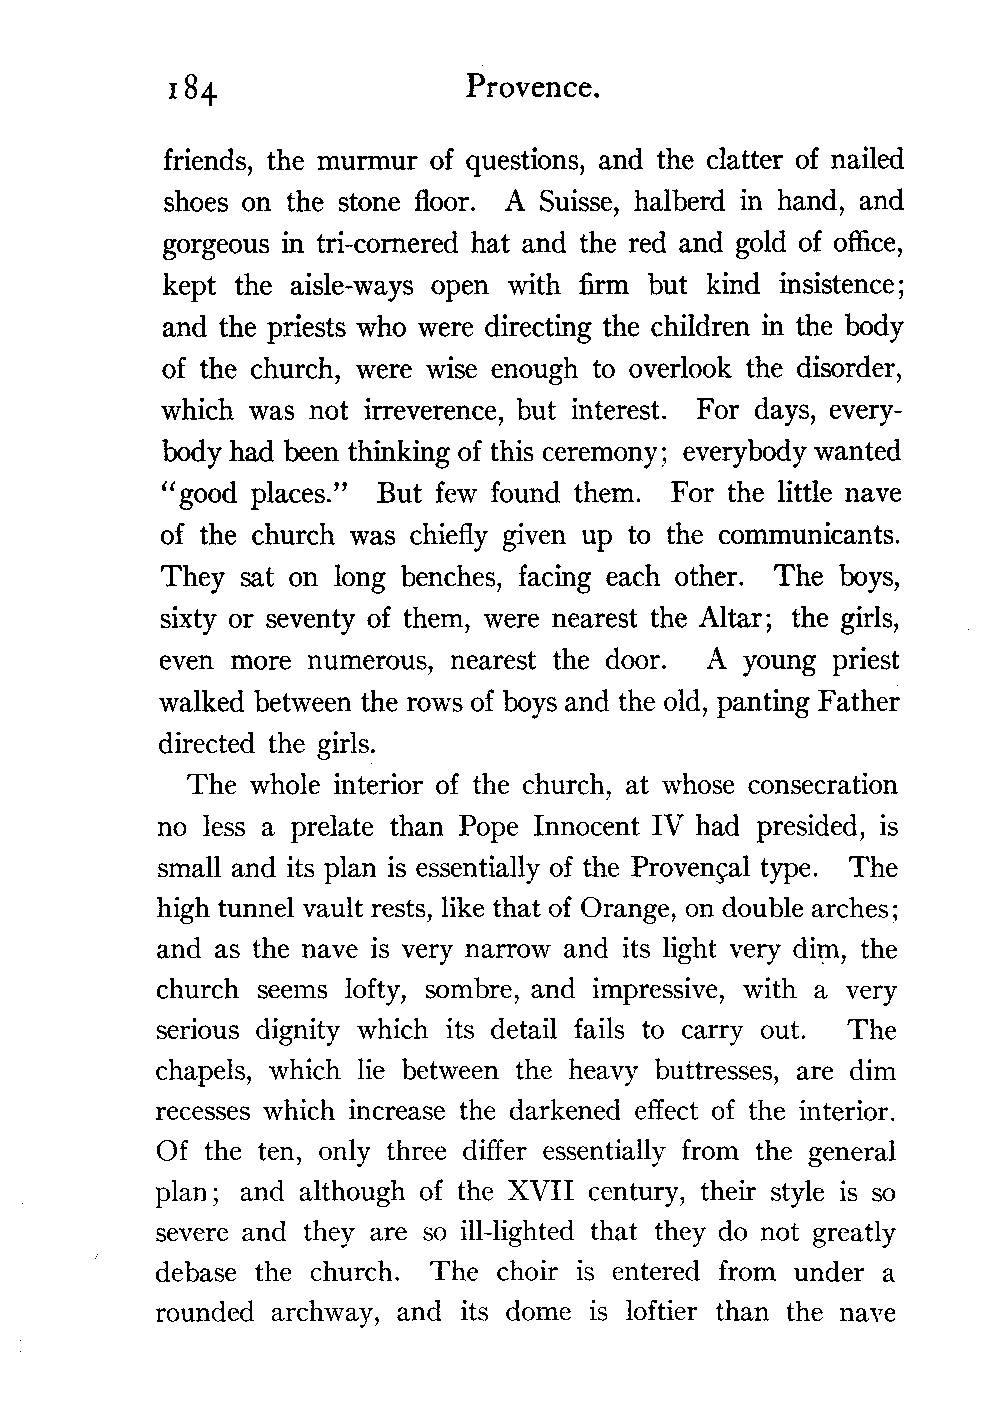 184 Provence.
friends, the murmur of questions, and the clatter of nailed
shoes on the stone floor. A Suisse, halberd in hand, and
gorgeous in tri-cornered hat and the red and gold of office,
kept the aisle-ways open with firm but kind insistence;
and the priests who were directing the children in the body
of the church, were wise enough to overlook the disorder,
which was not irreverence, but interest. For days, every-
body had been thinking of this ceremony; everybody wanted
"good places." But few found them. For the little nave
of the church was chiefly given up to the communicants.
They sat on long benches, facing each other. The boys,
sixty or seventy of them, were nearest the Altar; the girls,
even more numerous, nearest the door. A young priest
walked between the rows of boys and the old, panting Father
directed the girls.
The whole interior of the church, at whose consecration
no less a prelate than Pope Innocent IV had presided, is
small and its plan is essentially of the Provençal type. The
high tunnel vault rests, like that of Orange, on double arches;
and as the nave is very narrow and its light very dim, the
church seems lofty, sombre, and impressive, with a very
serious dignity which its detail fails to carry out. The
chapels, which lie between the heavy buttresses, are dim
recesses which increase the darkened effect of the interior.
Of the ten, only three differ essentially from the general
plan; and although of the XVII century, their style is so
severe and they are so ill-lighted that they do not greatly
debase the church. The choir is entered from under a
rounded archway, and its dome is loftier than the nave